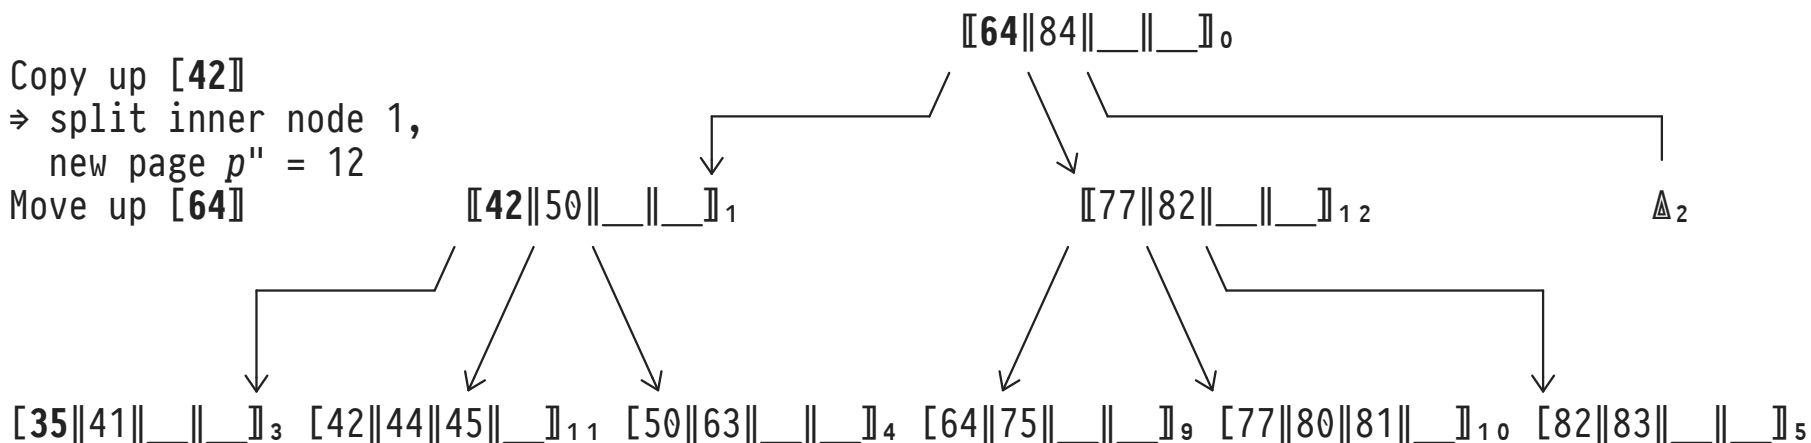 ⟦64‖84‖__‖__⟧₀
Copy up [42⟧
⇒ split inner node 1,
new page p" = 12
Move up [64⟧
⟦42‖50‖__‖__⟧₁ ⟦77‖82‖__‖__⟧₁₂ ◬₂
[35‖41‖__‖__⟧₃ [42‖44‖45‖__⟧₁₁ [50‖63‖__‖__⟧₄ [64‖75‖__‖__⟧₉ [77‖80‖81‖__⟧₁₀ [82‖83‖__‖__⟧₅